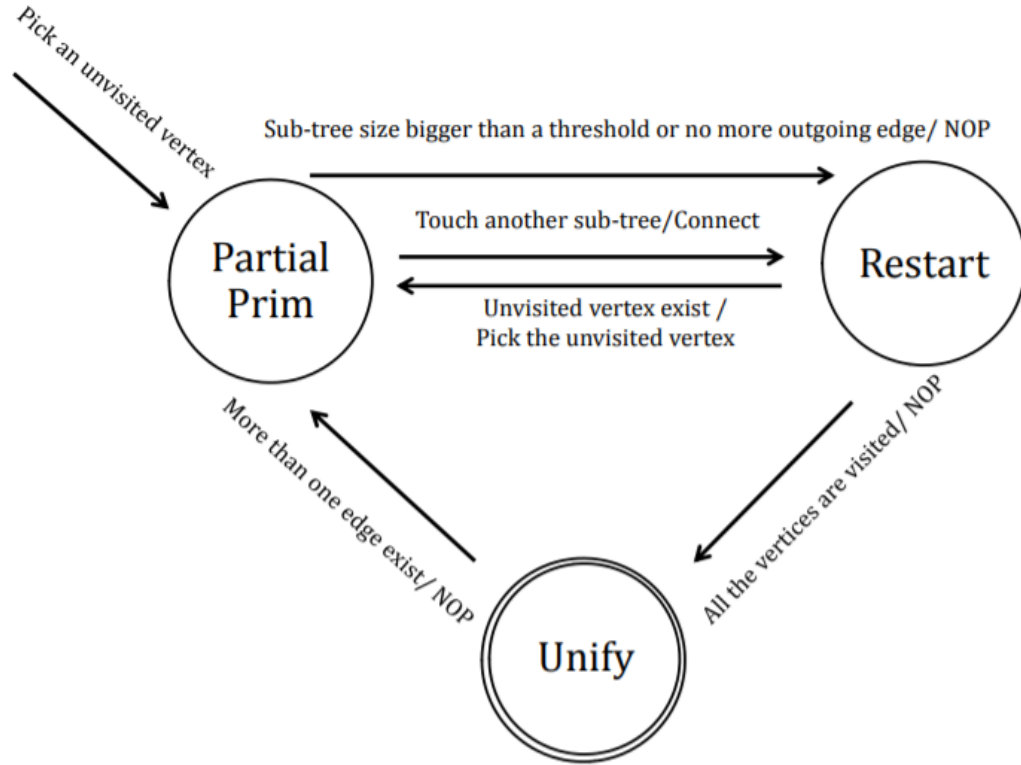 Pick an unvisited vertex
Sub-tree size bigger than a threshold or no more outgoing edge/ NOP
Touch another sub-tree/Connect
Partial
Prim
Restart
Unvisited vertex exist /
Pick the unvisited vertex
More than one edge exist/ NOP
All the vertices are visited/ NOP
Unify